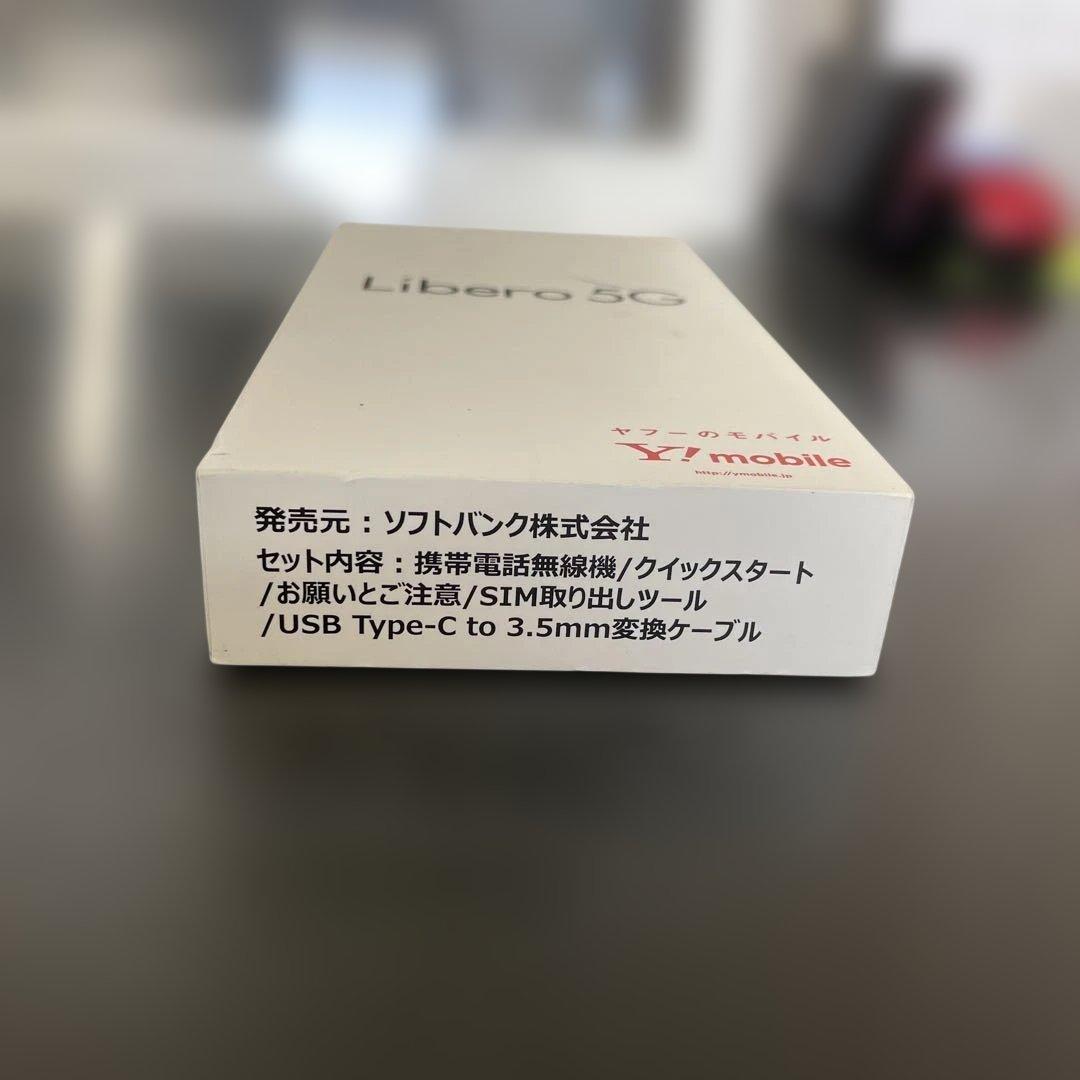 Libero 5G
ヤフーのモバイル
Y!mobile
http://ymobile.jp
発売元：ソフトバンク株式会社
セット内容：携帯電話無線機/クイックスタート
/お願いとご注意/SIM取り出しツール
/USB Type-C to 3.5mm変換ケーブル